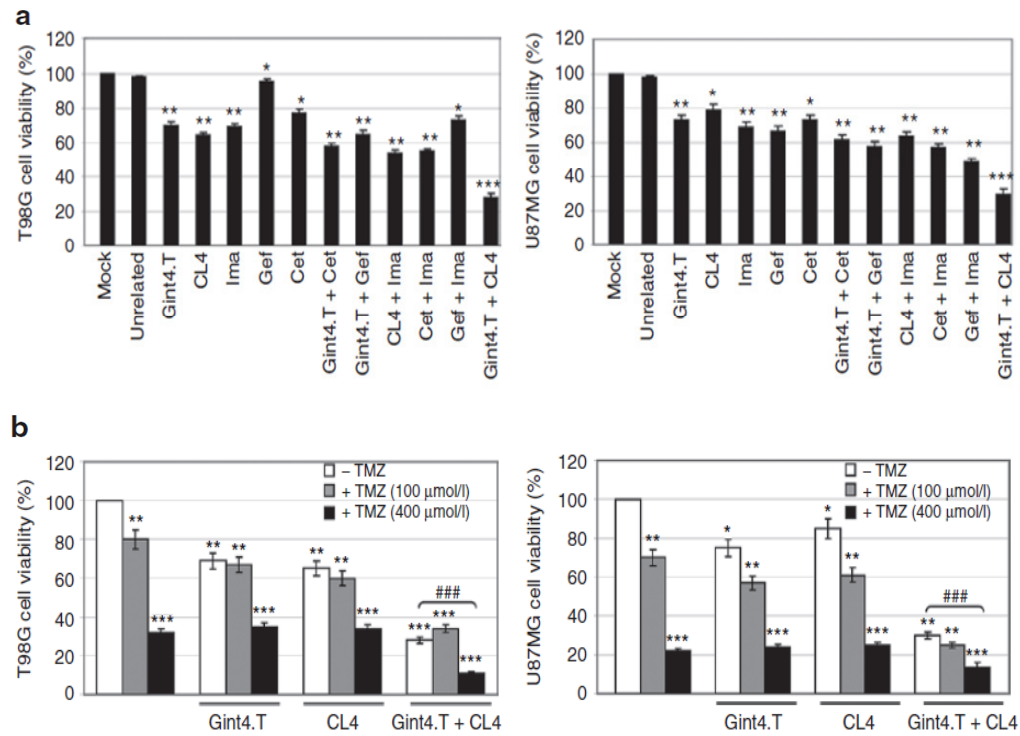 a
T98G cell viability (%)
120
100
80
60
40
20
0
** ** ** * * ** ** ** ** * ***
Mock
Unrelated
Gint4.T
CL4
Ima
Gef
Cet
Gint4.T + Cet
Gint4.T + Gef
CL4 + Ima
Cet + Ima
Gef + Ima
Gint4.T + CL4
U87MG cell viability (%)
120
100
80
60
40
20
0
** * ** ** * ** ** ** ** ** ***
Mock
Unrelated
Gint4.T
CL4
Ima
Gef
Cet
Gint4.T + Cet
Gint4.T + Gef
CL4 + Ima
Cet + Ima
Gef + Ima
Gint4.T + CL4
b
T98G cell viability (%)
120
100
80
60
40
20
0
– TMZ
+ TMZ (100 μmol/l)
+ TMZ (400 μmol/l)
** *** ** ** *** ** ** *** *** *** ***
###
Gint4.T
CL4
Gint4.T + CL4
U87MG cell viability (%)
120
100
80
60
40
20
0
– TMZ
+ TMZ (100 μmol/l)
+ TMZ (400 μmol/l)
** *** * ** *** * ** *** ** ** ***
###
Gint4.T
CL4
Gint4.T + CL4